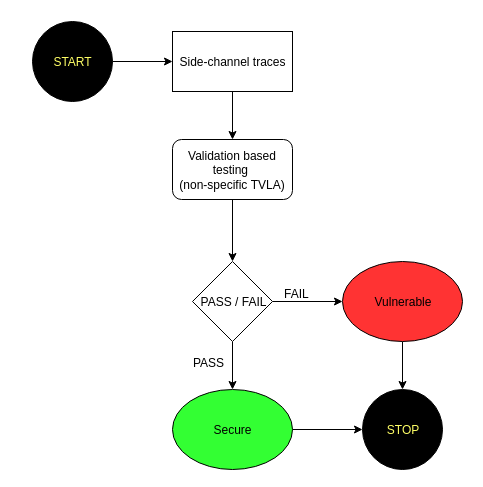 START
Side-channel traces
Validation based
testing
(non-specific TVLA)
PASS / FAIL
FAIL
Vulnerable
PASS
Secure
STOP